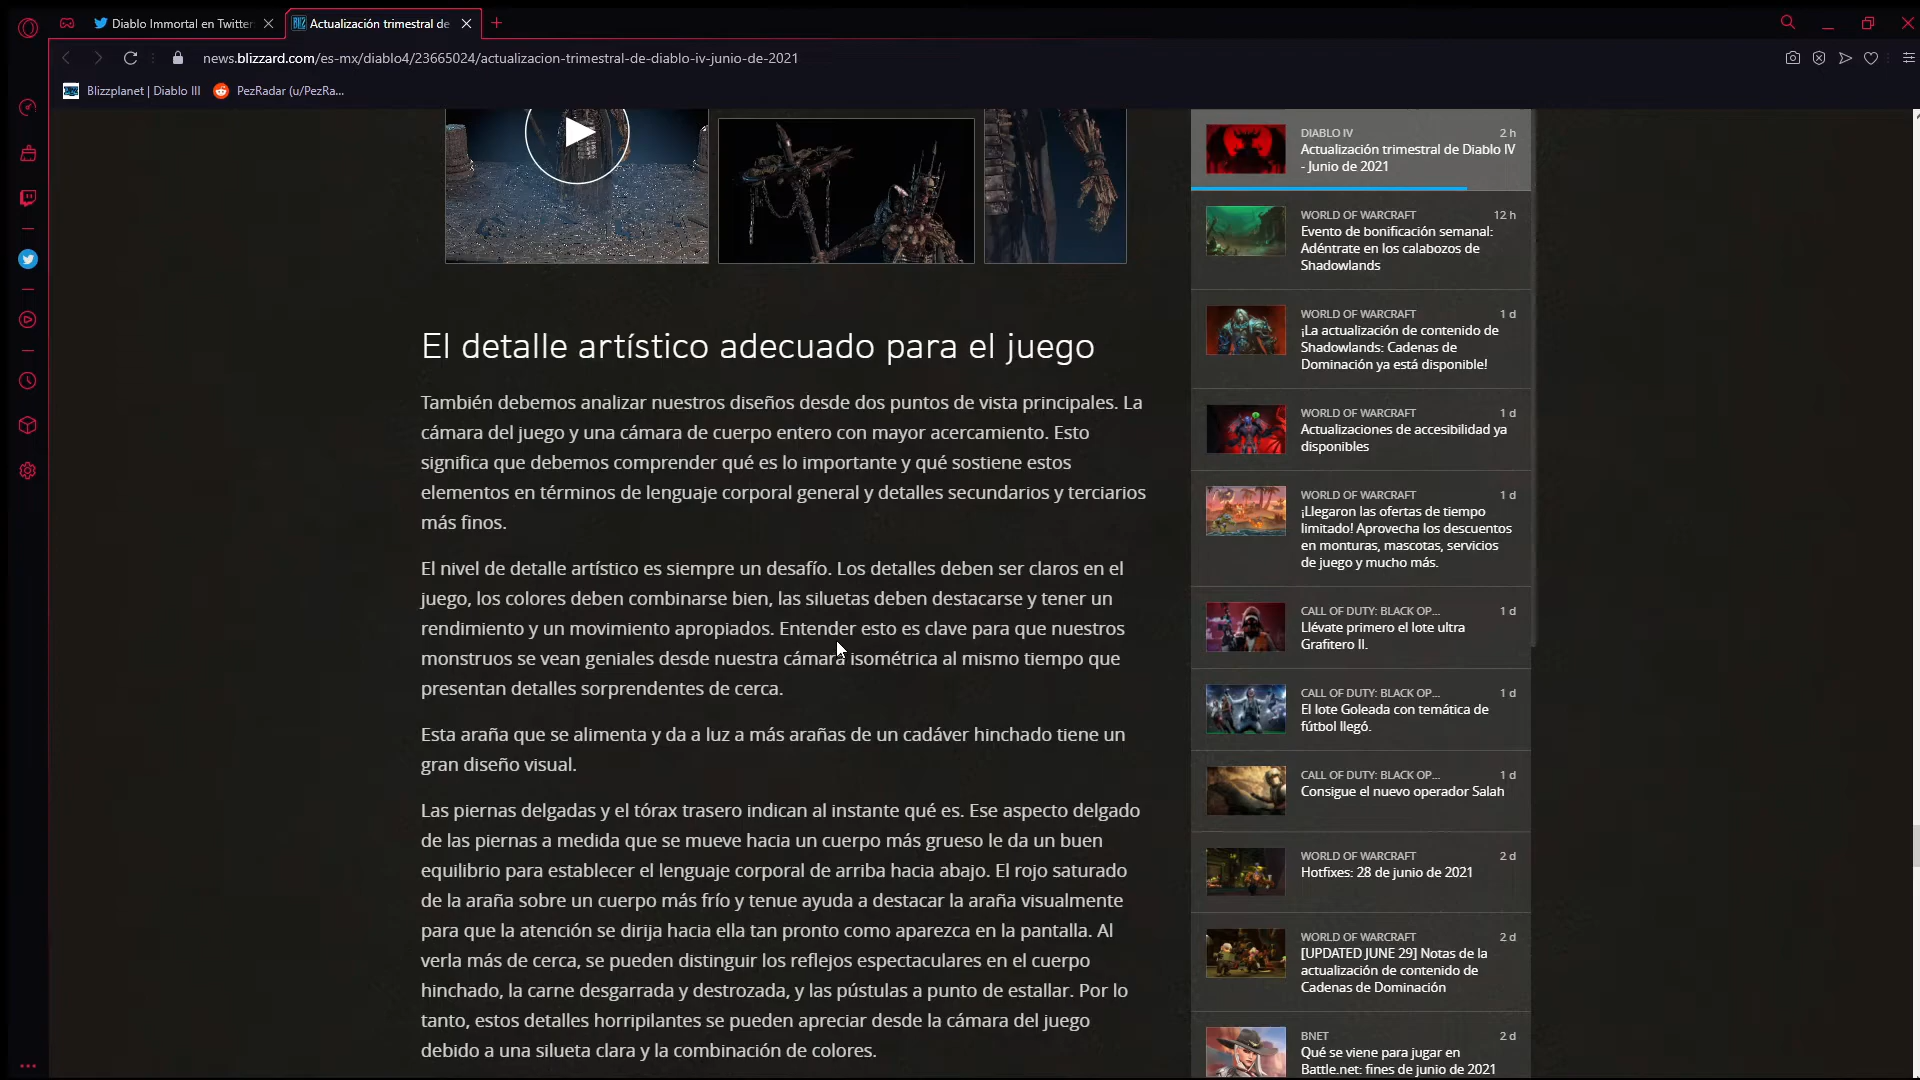 Diablo Immortal en Twitter:
Actualización trimestral de
news.blizzard.com/es-mx/diablo4/23665024/actualizacion-trimestral-de-diablo-iv-junio-de-2021
Blizzplanet | Diablo III
PezRadar (u/PezRa...
El detalle artístico adecuado para el juego
También debemos analizar nuestros diseños desde dos puntos de vista principales. La
cámara del juego y una cámara de cuerpo entero con mayor acercamiento. Esto
significa que debemos comprender qué es lo importante y qué sostiene estos
elementos en términos de lenguaje corporal general y detalles secundarios y terciarios
más finos.
El nivel de detalle artístico es siempre un desafío. Los detalles deben ser claros en el
juego, los colores deben combinarse bien, las siluetas deben destacarse y tener un
rendimiento y un movimiento apropiados. Entender esto es clave para que nuestros
monstruos se vean geniales desde nuestra cámara isométrica al mismo tiempo que
presentan detalles sorprendentes de cerca.
Esta araña que se alimenta y da a luz a más arañas de un cadáver hinchado tiene un
gran diseño visual.
Las piernas delgadas y el tórax trasero indican al instante qué es. Ese aspecto delgado
de las piernas a medida que se mueve hacia un cuerpo más grueso le da un buen
equilibrio para establecer el lenguaje corporal de arriba hacia abajo. El rojo saturado
de la araña sobre un cuerpo más frío y tenue ayuda a destacar la araña visualmente
para que la atención se dirija hacia ella tan pronto como aparezca en la pantalla. Al
verla más de cerca, se pueden distinguir los reflejos espectaculares en el cuerpo
hinchado, la carne desgarrada y destrozada, y las pústulas a punto de estallar. Por lo
tanto, estos detalles horripilantes se pueden apreciar desde la cámara del juego
debido a una silueta clara y la combinación de colores.
DIABLO IV 2 h
Actualización trimestral de Diablo IV
- Junio de 2021
WORLD OF WARCRAFT 12 h
Evento de bonificación semanal:
Adéntrate en los calabozos de
Shadowlands
WORLD OF WARCRAFT 1 d
¡La actualización de contenido de
Shadowlands: Cadenas de
Dominación ya está disponible!
WORLD OF WARCRAFT 1 d
Actualizaciones de accesibilidad ya
disponibles
WORLD OF WARCRAFT 1 d
¡Llegaron las ofertas de tiempo
limitado! Aprovecha los descuentos
en monturas, mascotas, servicios
de juego y mucho más.
CALL OF DUTY: BLACK OP... 1 d
Llévate primero el lote ultra
Grafitero II.
CALL OF DUTY: BLACK OP... 1 d
El lote Goleada con temática de
fútbol llegó.
CALL OF DUTY: BLACK OP... 1 d
Consigue el nuevo operador Salah
WORLD OF WARCRAFT 2 d
Hotfixes: 28 de junio de 2021
WORLD OF WARCRAFT 2 d
[UPDATED JUNE 29] Notas de la
actualización de contenido de
Cadenas de Dominación
BNET 2 d
Qué se viene para jugar en
Battle.net: fines de junio de 2021